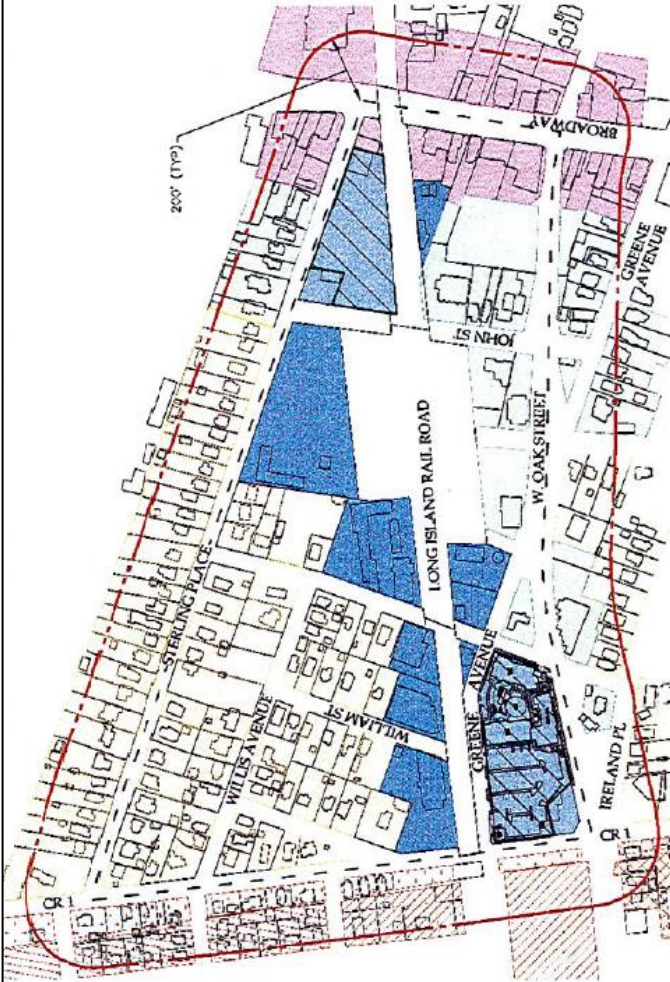 200' (TYP)
BROADWAY
GREENE
AVENUE
JOHN ST
W. OAK STREET
LONG ISLAND RAIL ROAD
STERLING PLACE
GREENE AVENUE
WILLIAM ST
WILLIS AVENUE
IRELAND PL
CR 1
CR 1